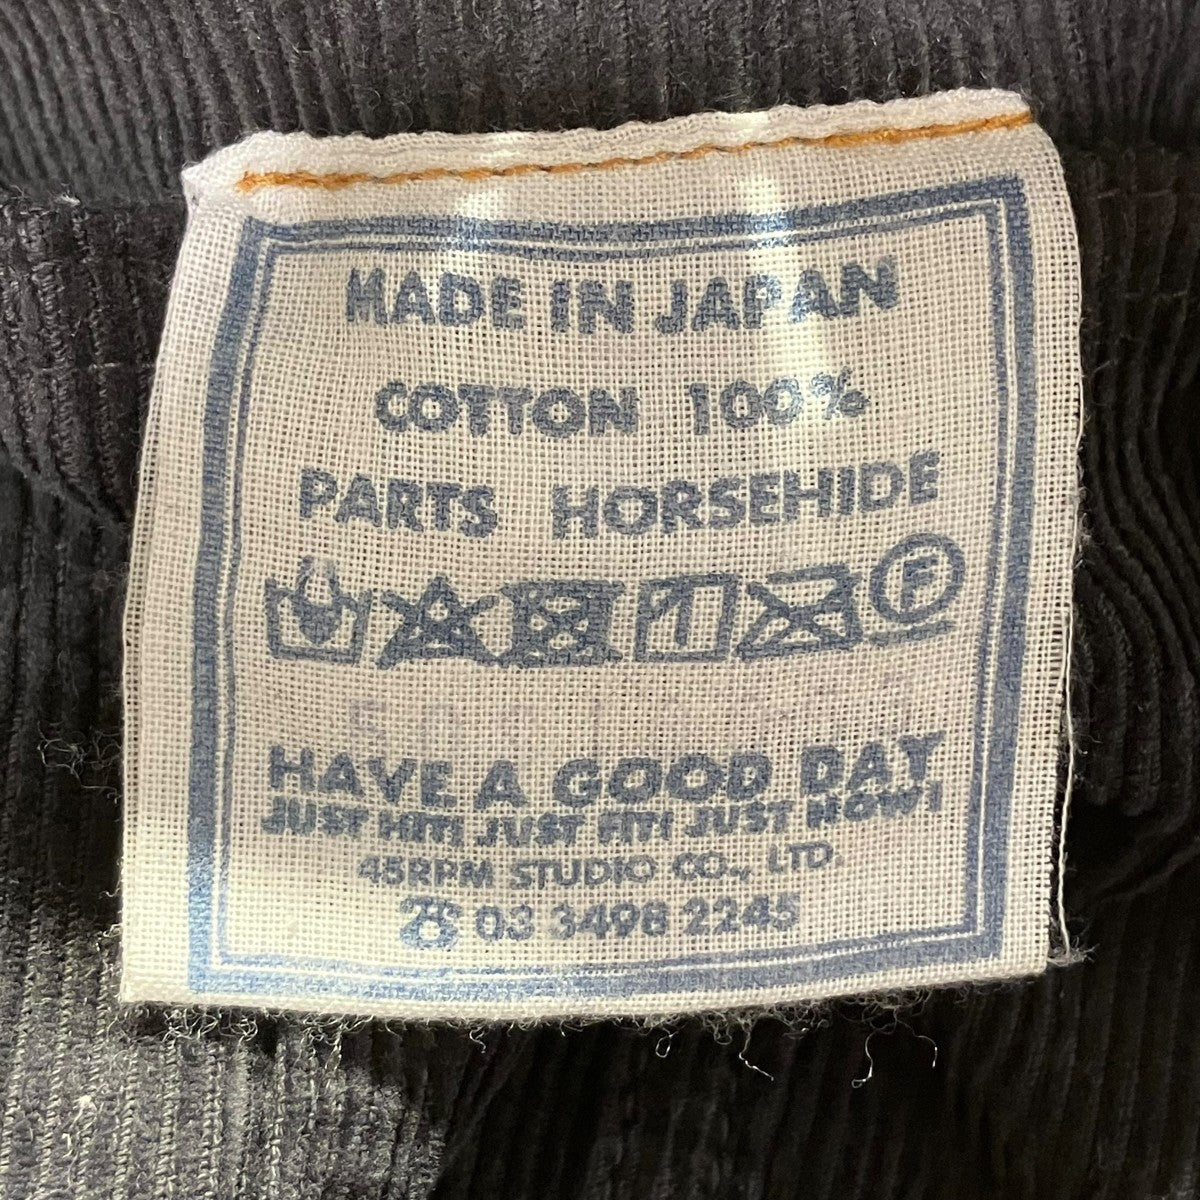 MADE IN JAPAN
COTTON 100%
PARTS HORSEHIDE
F
HAVE A GOOD DAY
JUST HIT! JUST FIT! JUST NOW!
45RPM STUDIO CO., LTD.
☎ 03 3498 2245